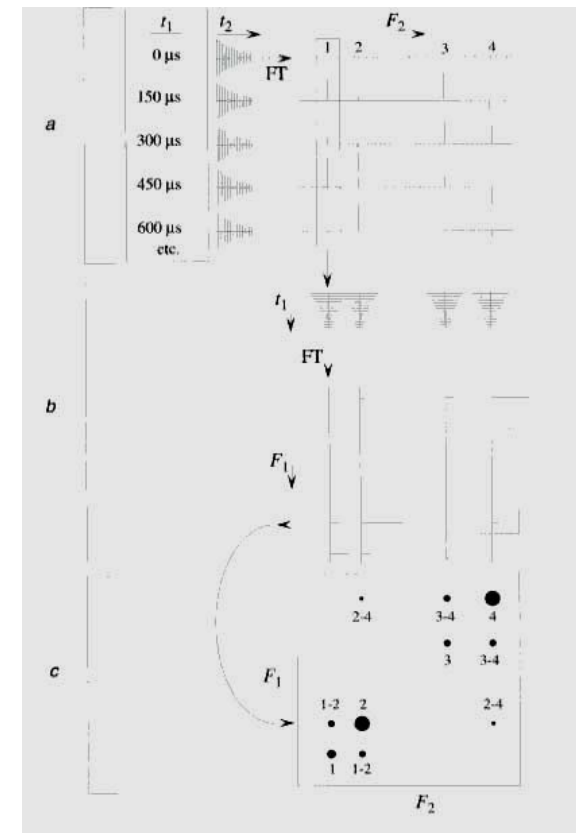 t1 t2 F2
0 µs 1 2 3 4
FT
150 µs
a
300 µs
450 µs
600 µs
etc.
t1
FT
b
F1
2-4 3-4 4
3 3-4
c
F1
1-2 2 2-4
1 1-2
F2